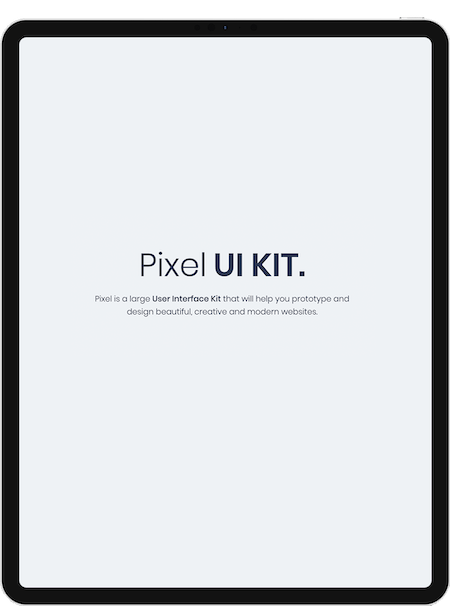 Pixel UI KIT.
Pixel is a large User Interface Kit that will help you prototype and
design beautiful, creative and modern websites.